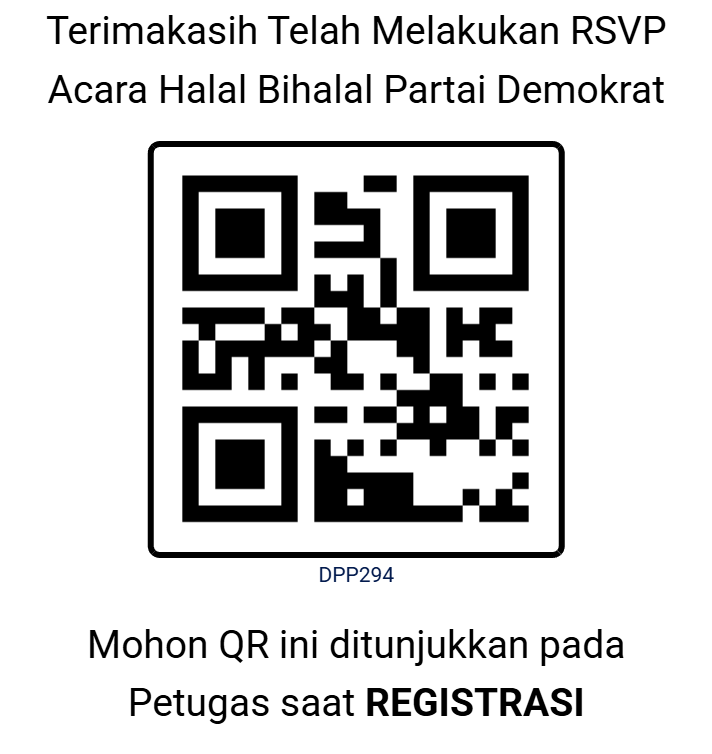 Terimakasih Telah Melakukan RSVP
Acara Halal Bihalal Partai Demokrat
DPP294
Mohon QR ini ditunjukkan pada
Petugas saat REGISTRASI